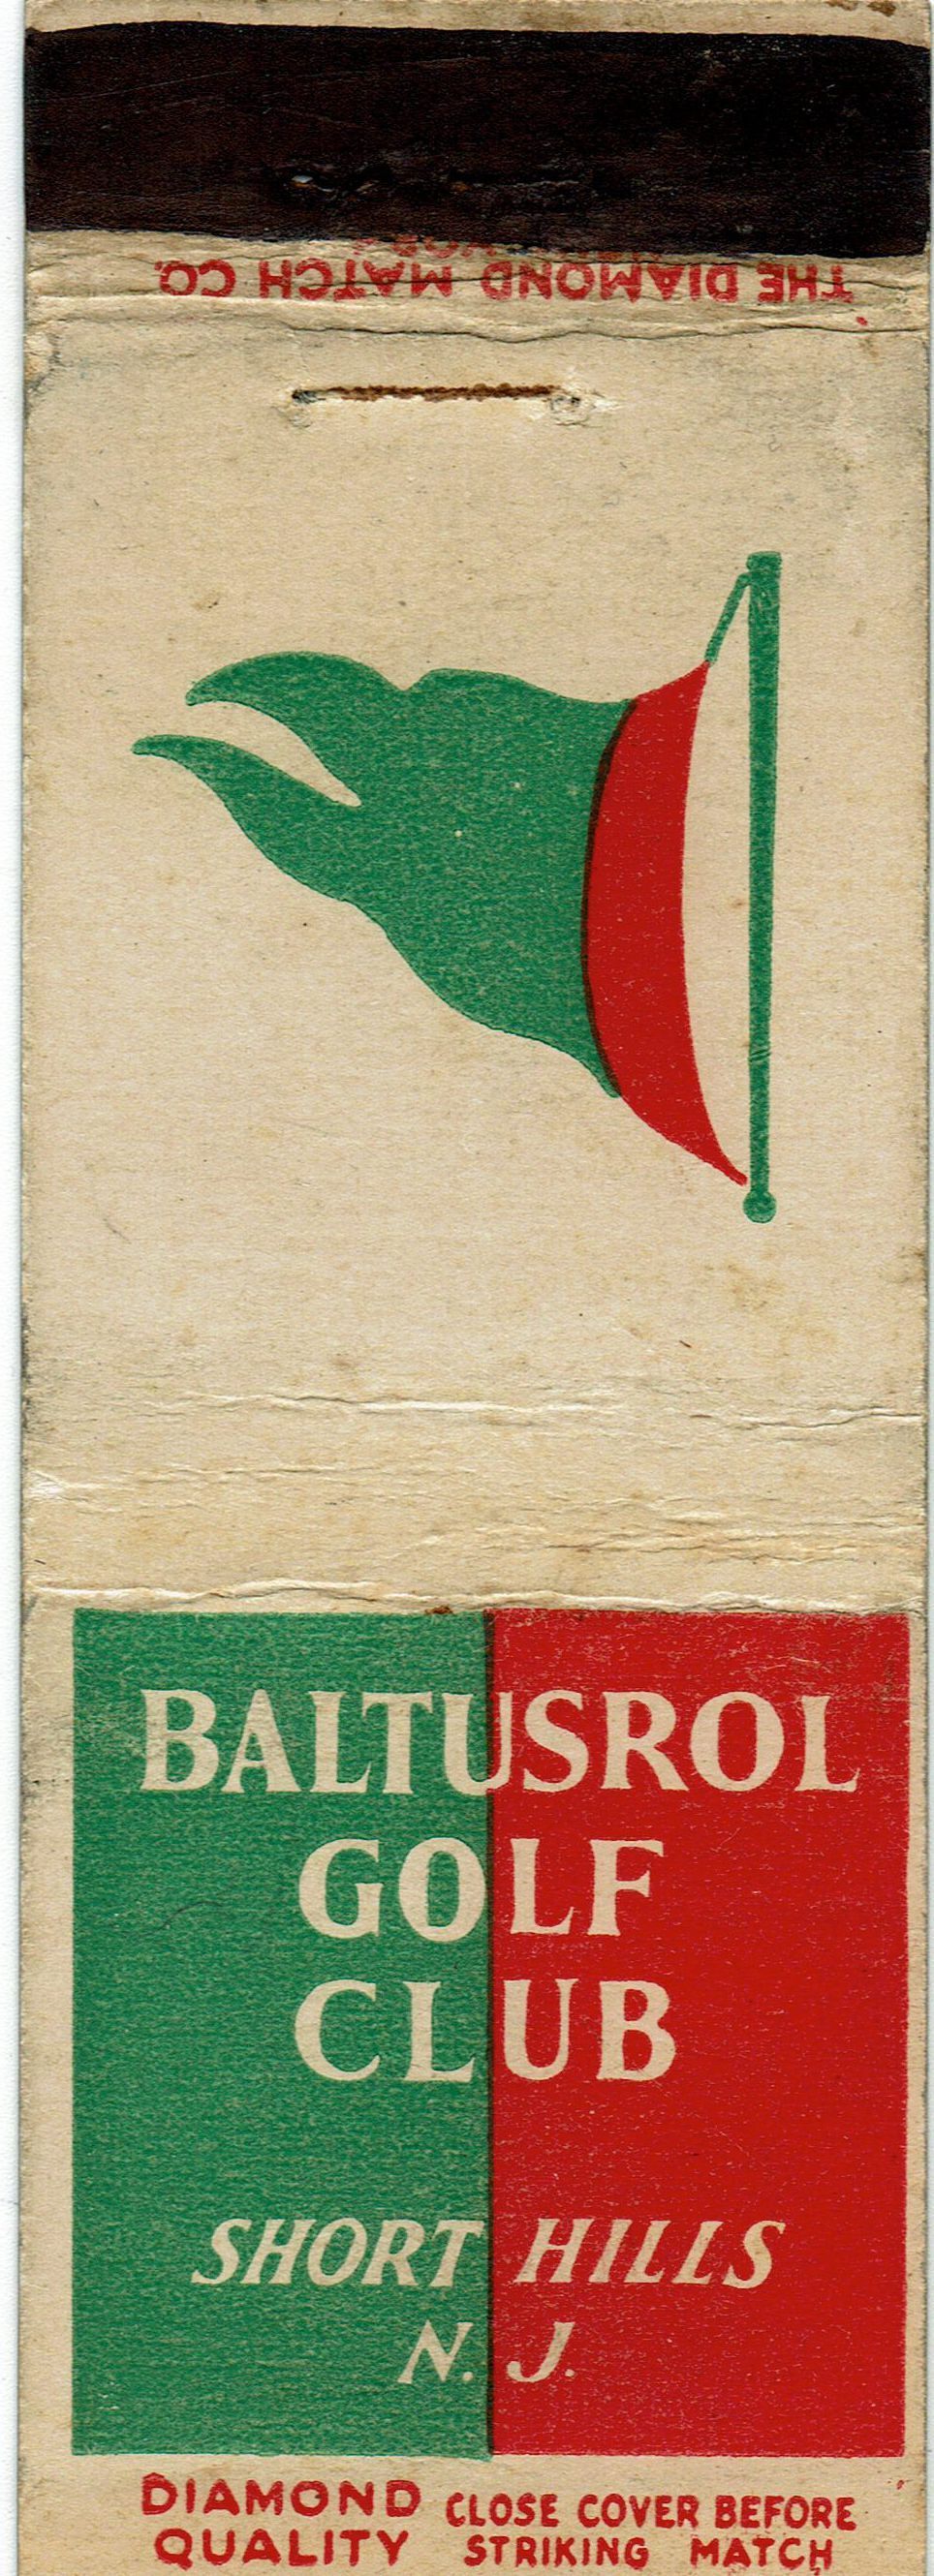 THE DIAMOND MATCH CO.
BALTUSROL
GOLF
CLUB
SHORT HILLS
N. J.
DIAMOND QUALITY
CLOSE COVER BEFORE
STRIKING MATCH